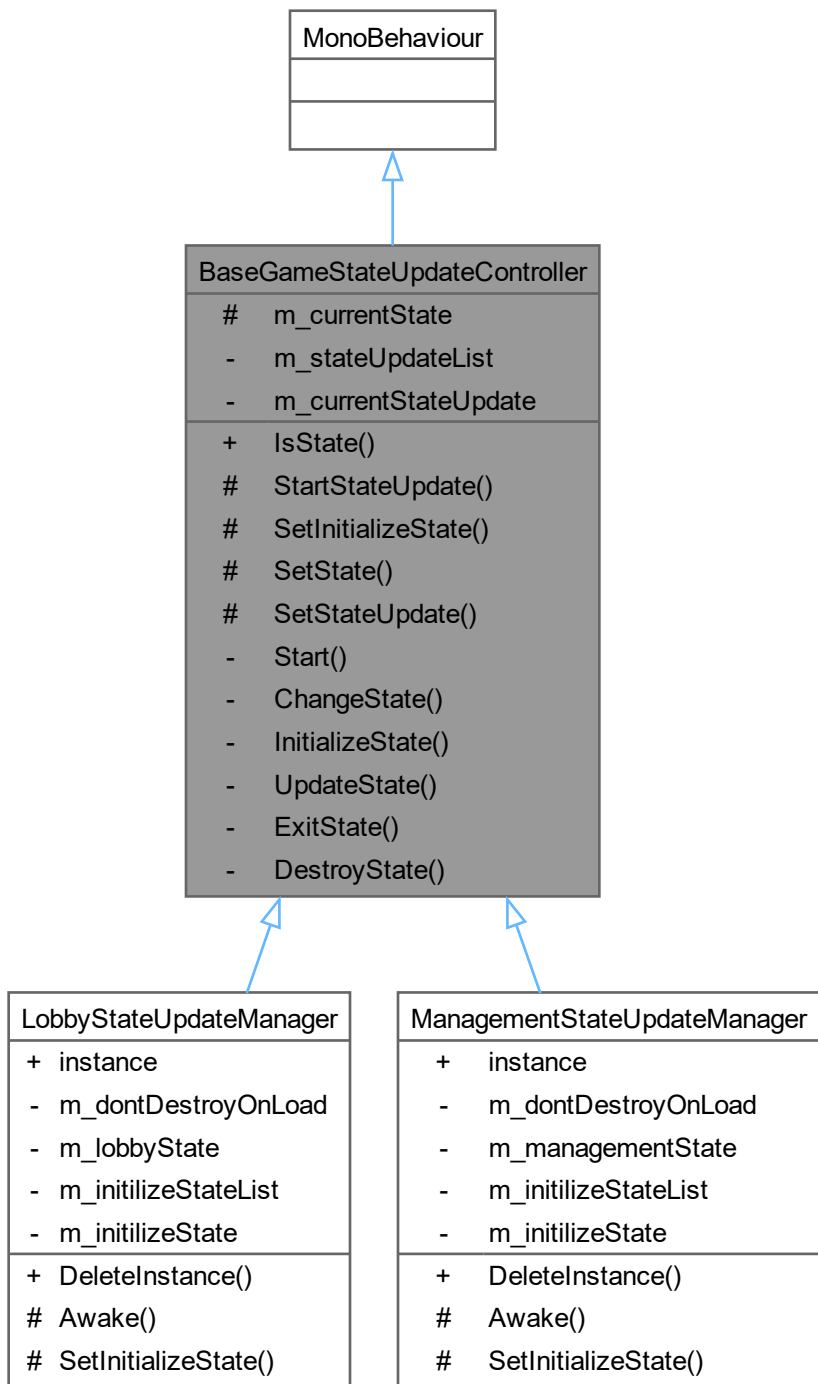 MonoBehaviour
BaseGameStateUpdateController
# m_currentState
- m_stateUpdateList
- m_currentStateUpdate
+ IsState()
# StartStateUpdate()
# SetInitializeState()
# SetState()
# SetStateUpdate()
- Start()
- ChangeState()
- InitializeState()
- UpdateState()
- ExitState()
- DestroyState()
LobbyStateUpdateManager
+ instance
- m_dontDestroyOnLoad
- m_lobbyState
- m_initilizeStateList
- m_initilizeState
+ DeleteInstance()
# Awake()
# SetInitializeState()
ManagementStateUpdateManager
+ instance
- m_dontDestroyOnLoad
- m_managementState
- m_initilizeStateList
- m_initilizeState
+ DeleteInstance()
# Awake()
# SetInitializeState()